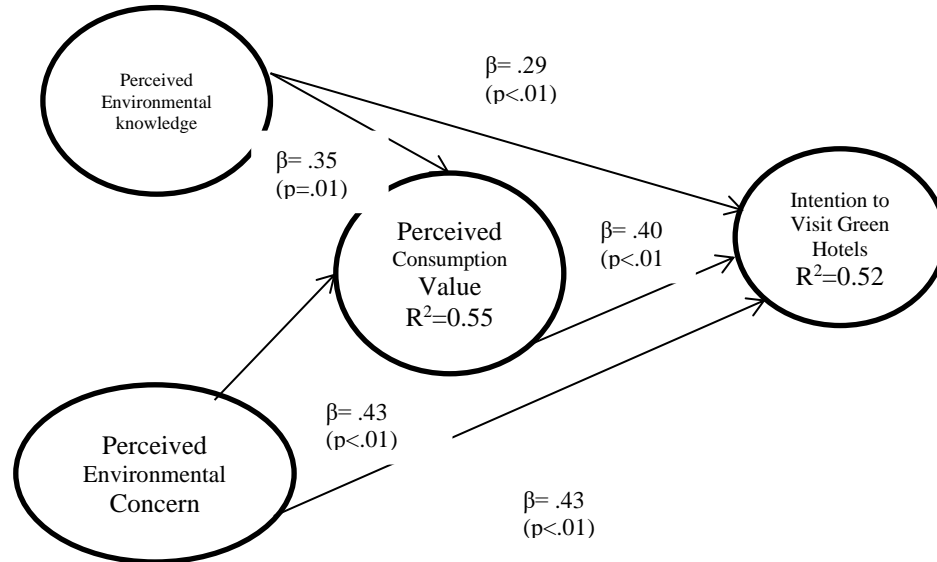 Perceived
Environmental
knowledge
β= .29
(p<.01)
β= .35
(p=.01)
Perceived
Consumption
Value
R²=0.55
β= .40
(p<.01
Intention to
Visit Green
Hotels
R²=0.52
β= .43
(p<.01)
Perceived
Environmental
Concern
β= .43
(p<.01)